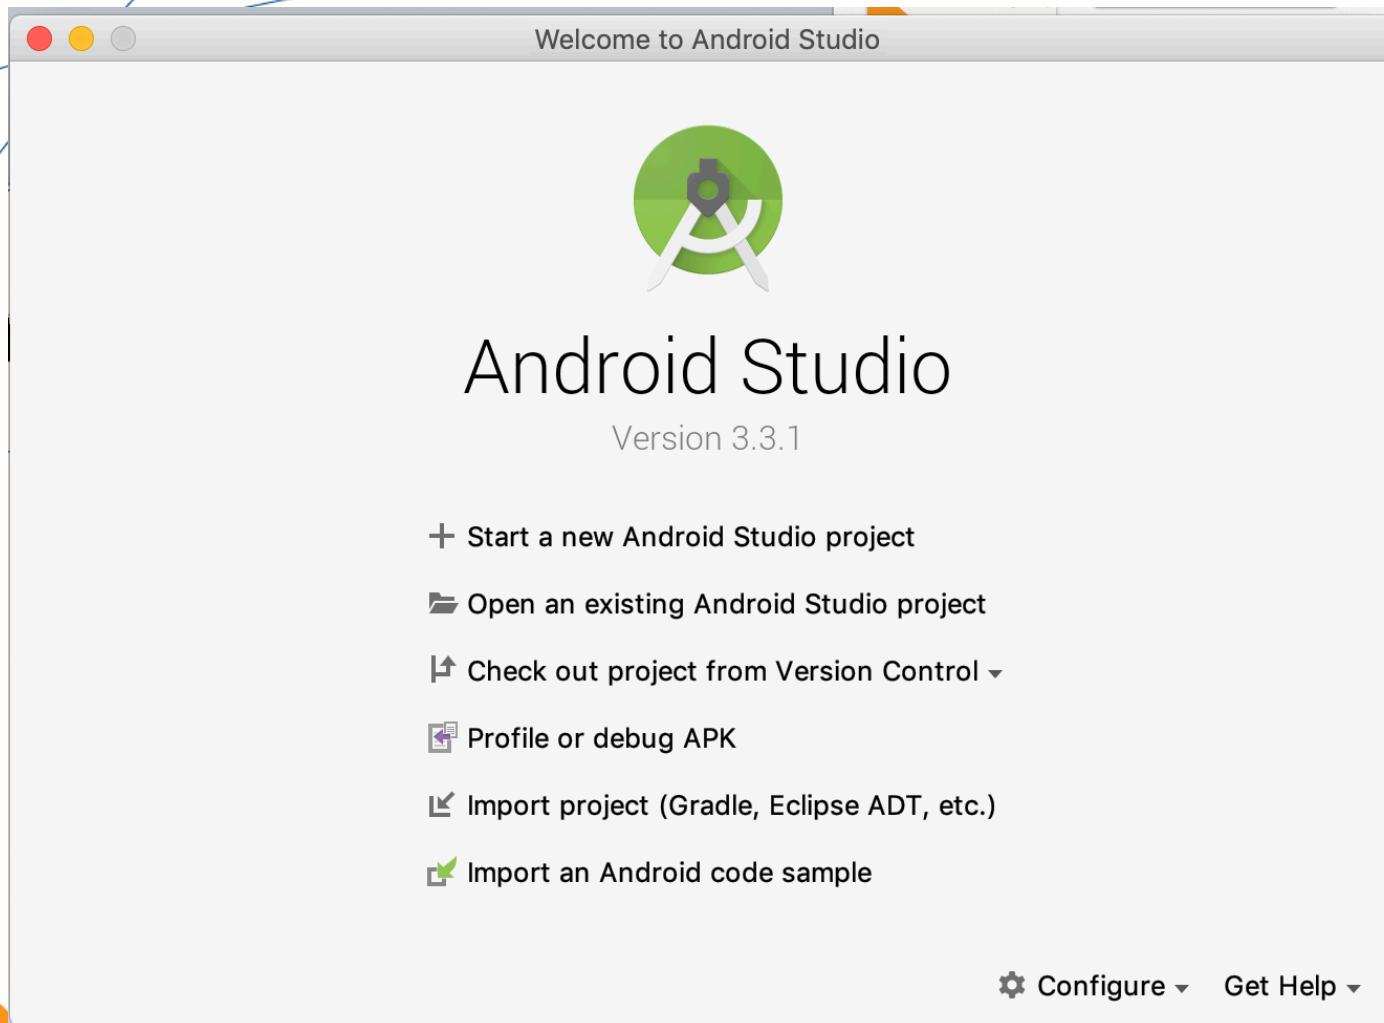 Welcome to Android Studio
Android Studio
Version 3.3.1
Start a new Android Studio project
Open an existing Android Studio project
Check out project from Version Control
Profile or debug APK
Import project (Gradle, Eclipse ADT, etc.)
Import an Android code sample
Configure Get Help